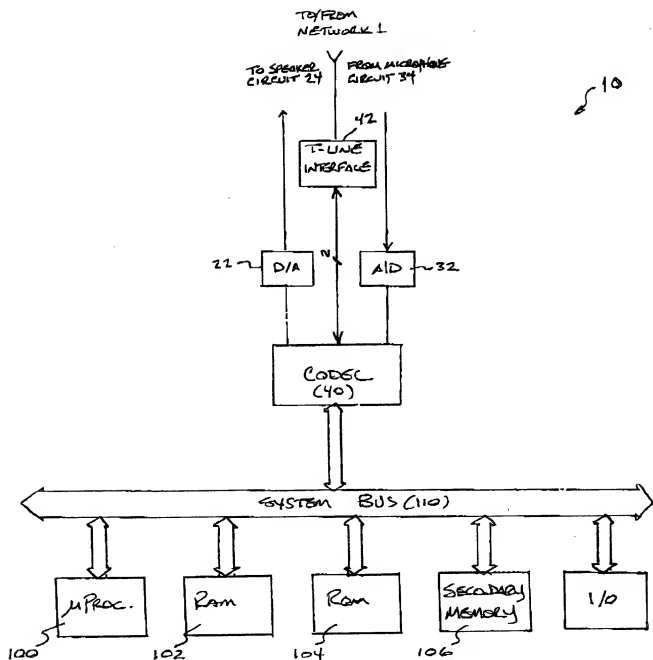 TO/FROM
NETWORK 1
TO SPEAKER
CIRCUIT 24
FROM MICROPHONE
CIRCUIT 34
10
42
T-LINE
INTERFACE
22
D/A
N
A/D
32
CODEC
(40)
SYSTEM BUS (110)
μPROC.
RAM
ROM
SECODARY
MEMORY
I/O
100
102
104
106